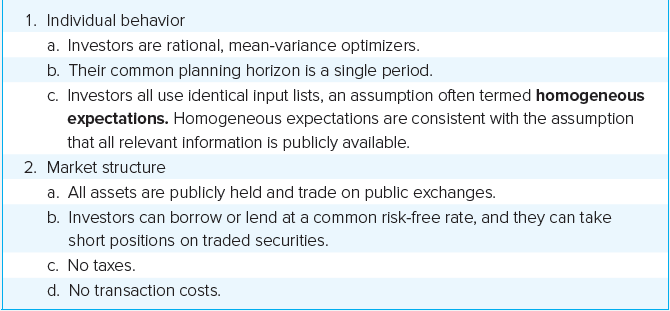 1. Individual behavior
a. Investors are rational, mean-variance optimizers.
b. Their common planning horizon is a single period.
c. Investors all use identical input lists, an assumption often termed homogeneous
expectations. Homogeneous expectations are consistent with the assumption
that all relevant information is publicly available.
2. Market structure
a. All assets are publicly held and trade on public exchanges.
b. Investors can borrow or lend at a common risk-free rate, and they can take
short positions on traded securities.
c. No taxes.
d. No transaction costs.